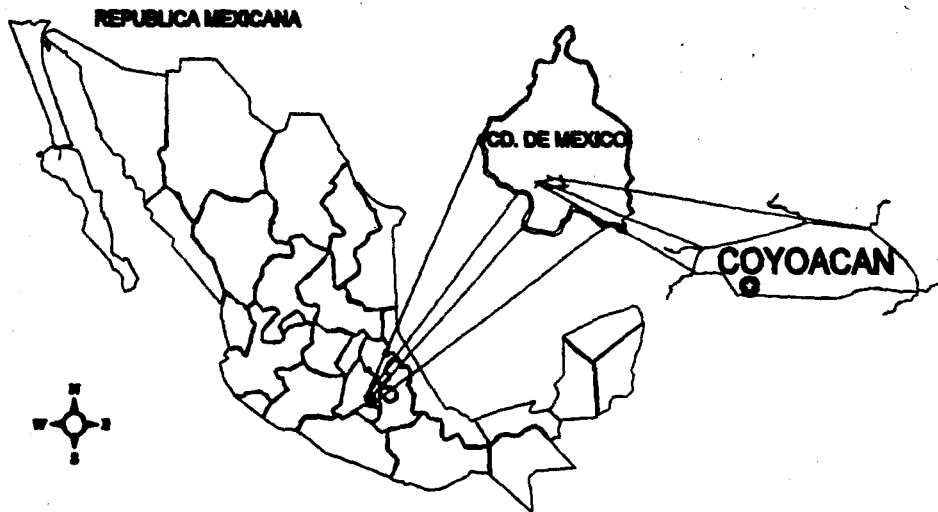 REPUBLICA MEXICANA
CD. DE MEXICO
COYOACAN
N
W
E
S